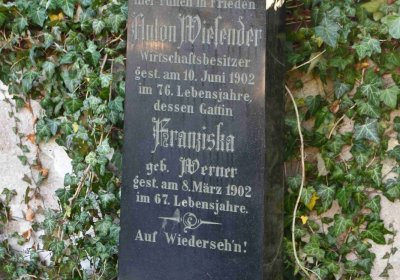 hier ruhen in Frieden
Anton Wiesender
Wirtschaftsbesitzer
gest. am 10. Juni 1902
im 76. Lebensjahre,
dessen Gattin
Franziska
geb. Werner
gest. am 8. März 1902
im 67. Lebensjahre.
Auf Wiederseh'n!